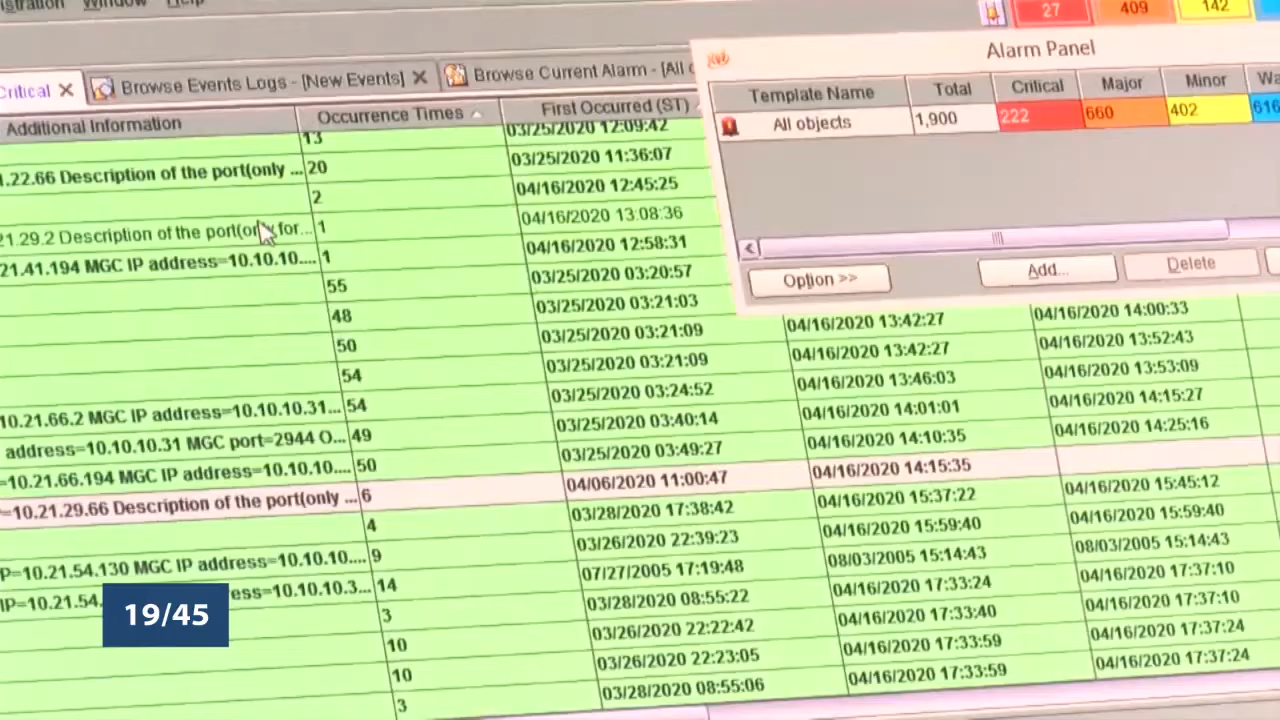 istration Window Help
27 409 142
Critical Browse Events Logs - [New Events] Browse Current Alarm - [All
Alarm Panel
Template Name Total Critical Major Minor
All objects 1,900 222 660 402 616
Option >> Add... Delete
Additional Information Occurrence Times First Occurred (ST)
13 03/25/2020 12:09:42
1.22.66 Description of the port(only ... 20 03/25/2020 11:36:07
2 04/16/2020 12:45:25
21.29.2 Description of the port(only for... 1 04/16/2020 13:08:36
21.41.194 MGC IP address=10.10.10.... 1 04/16/2020 12:58:31
55 03/25/2020 03:20:57
48 03/25/2020 03:21:03 04/16/2020 13:42:27 04/16/2020 14:00:33
50 03/25/2020 03:21:09 04/16/2020 13:42:27 04/16/2020 13:52:43
54 03/25/2020 03:21:09 04/16/2020 13:46:03 04/16/2020 13:53:09
10.21.66.2 MGC IP address=10.10.10.31... 54 03/25/2020 03:24:52 04/16/2020 14:01:01 04/16/2020 14:15:27
address=10.10.10.31 MGC port=2944 O... 49 03/25/2020 03:40:14 04/16/2020 14:10:35 04/16/2020 14:25:16
=10.21.66.194 MGC IP address=10.10.10.... 50 03/25/2020 03:49:27
=10.21.29.66 Description of the port(only ... 6 04/06/2020 11:00:47 04/16/2020 14:15:35
4 03/28/2020 17:38:42 04/16/2020 15:37:22 04/16/2020 15:45:12
P=10.21.54.130 MGC IP address=10.10.10.... 9 03/26/2020 22:39:23 04/16/2020 15:59:40 04/16/2020 15:59:40
IP=10.21.54. ess=10.10.10.3... 14 07/27/2005 17:19:48 08/03/2005 15:14:43 08/03/2005 15:14:43
3 03/28/2020 08:55:22 04/16/2020 17:33:24 04/16/2020 17:37:10
10 03/26/2020 22:22:42 04/16/2020 17:33:40 04/16/2020 17:37:10
10 03/26/2020 22:23:05 04/16/2020 17:33:59 04/16/2020 17:37:24
3 03/28/2020 08:55:06 04/16/2020 17:33:59 04/16/2020 17:37:24
19/45